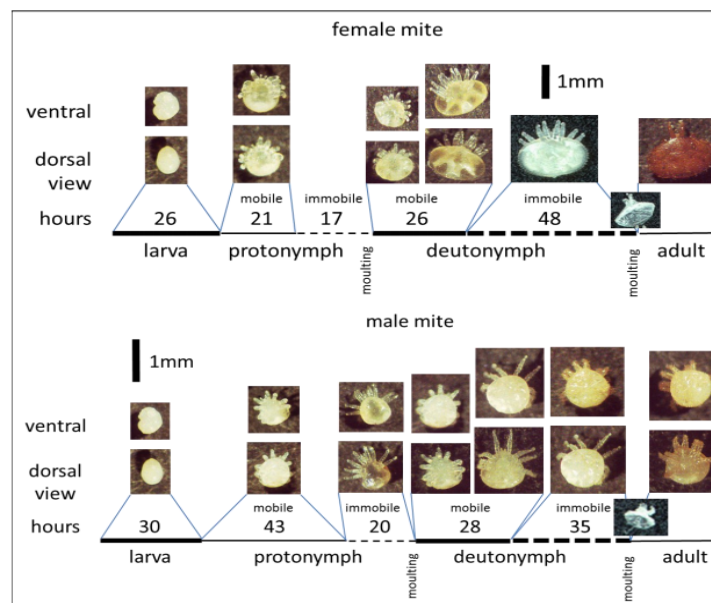 female mite
1mm
ventral
dorsal
view
mobile immobile mobile immobile
hours 26 21 17 26 48
larva protonymph moulting deutonymph moulting adult
male mite
1mm
ventral
dorsal
view
mobile immobile mobile immobile
hours 30 43 20 28 35
larva protonymph moulting deutonymph moulting adult